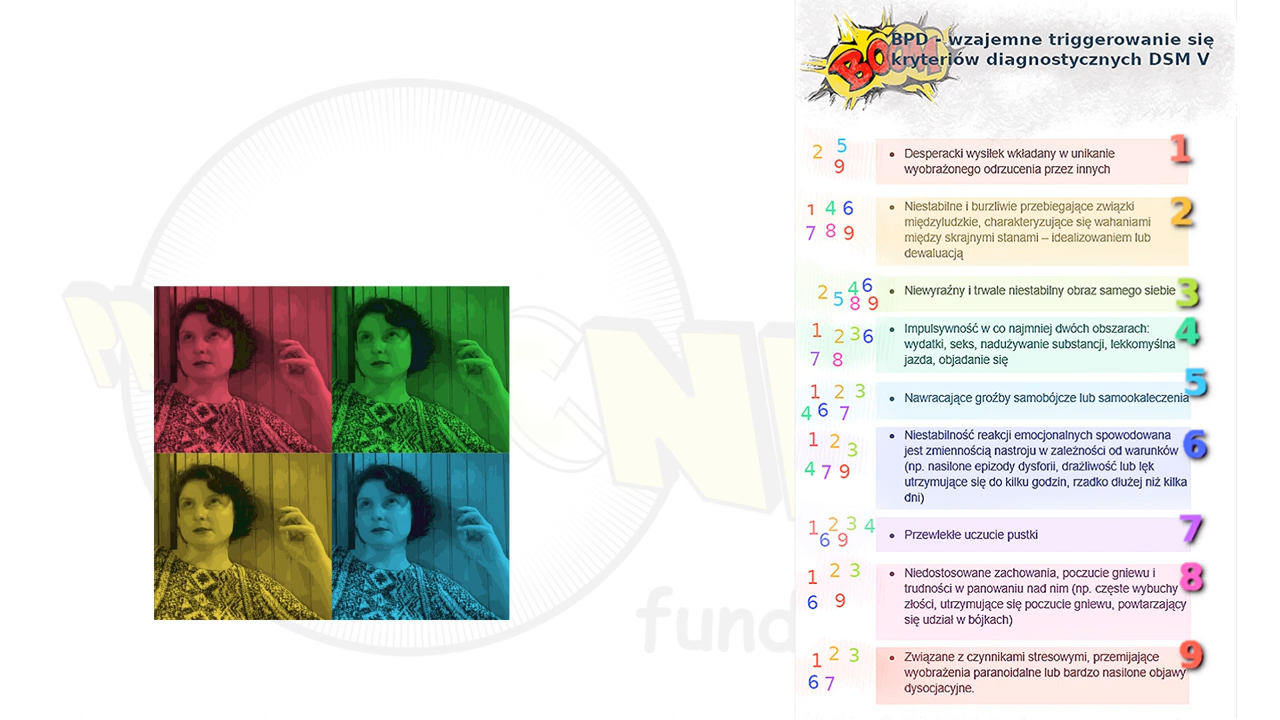 BPD - wzajemne triggerowanie się
kryteriów diagnostycznych DSM V
BOOM
2 5
9
Desperacki wysiłek wkładany w unikanie
wyobrażonego odrzucenia przez innych
1
1 4 6
7 8 9
Niestabilne i burzliwie przebiegające związki
międzyludzkie, charakteryzujące się wahaniami
między skrajnymi stanami – idealizowaniem lub
dewaluacją
2
2 4 6
5 8 9
Niewyraźny i trwale niestabilny obraz samego siebie
3
1 2 3 6
7 8
Impulsywność w co najmniej dwóch obszarach:
wydatki, seks, nadużywanie substancji, lekkomyślna
jazda, objadanie się
4
1 2 3
4 6 7
Nawracające groźby samobójcze lub samookaleczenia
5
1 2 3
4 7 9
Niestabilność reakcji emocjonalnych spowodowana
jest zmiennością nastroju w zależności od warunków
(np. nasilone epizody dysforii, drażliwość lub lęk
utrzymujące się do kilku godzin, rzadko dłużej niż kilka
dni)
6
1 2 3 4
6 9
Przewlekłe uczucie pustki
7
1 2 3
6 9
Niedostosowane zachowania, poczucie gniewu i
trudności w panowaniu nad nim (np. częste wybuchy
złości, utrzymujące się poczucie gniewu, powtarzający
się udział w bójkach)
8
1 2 3
6 7
Związane z czynnikami stresowymi, przemijające
wyobrażenia paranoidalne lub bardzo nasilone objawy
dysocjacyjne.
9
fund